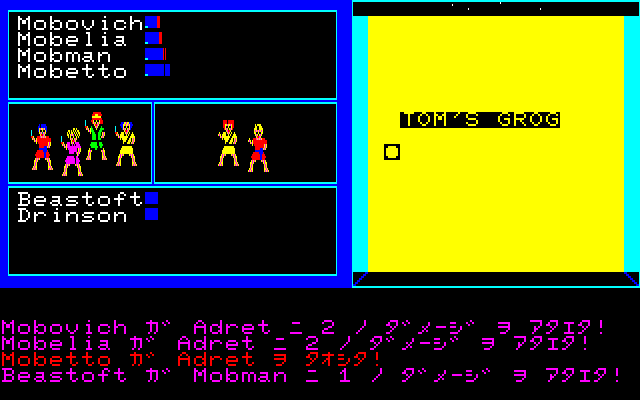 Mobovich
Mobelia
Mobman
Mobetto
TOM'S GROG
Beastoft
Drinson
Mobovich ガ Adret ニ 2 ノ ダメージ ヲ アタエタ!
Mobelia ガ Adret ニ 2 ノ ダメージ ヲ アタエタ!
Mobetto ガ Adret ヲ タオシタ!
Beastoft ガ Mobman ニ 1 ノ ダメージ ヲ アタエタ!